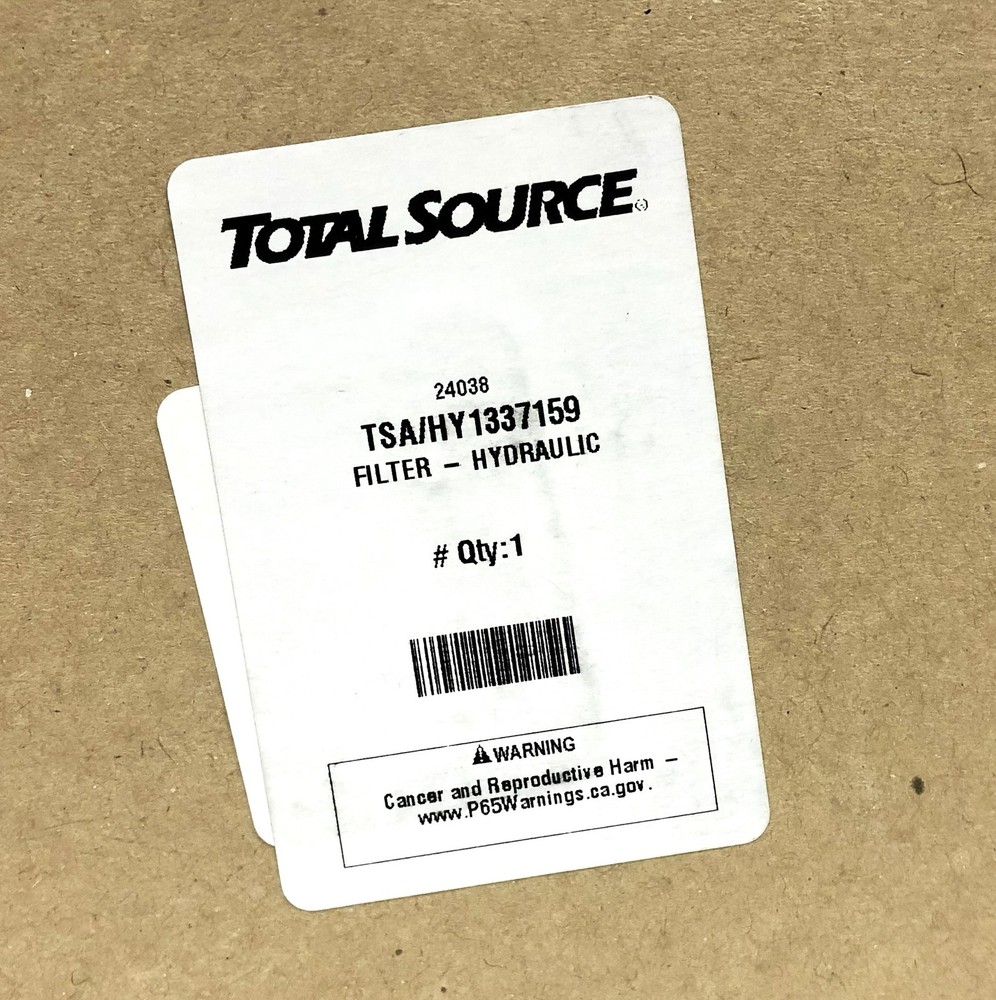 TOTAL SOURCE®
24038
TSA/HY1337159
FILTER – HYDRAULIC
# Qty:1
WARNING
Cancer and Reproductive Harm –
www.P65Warnings.ca.gov.